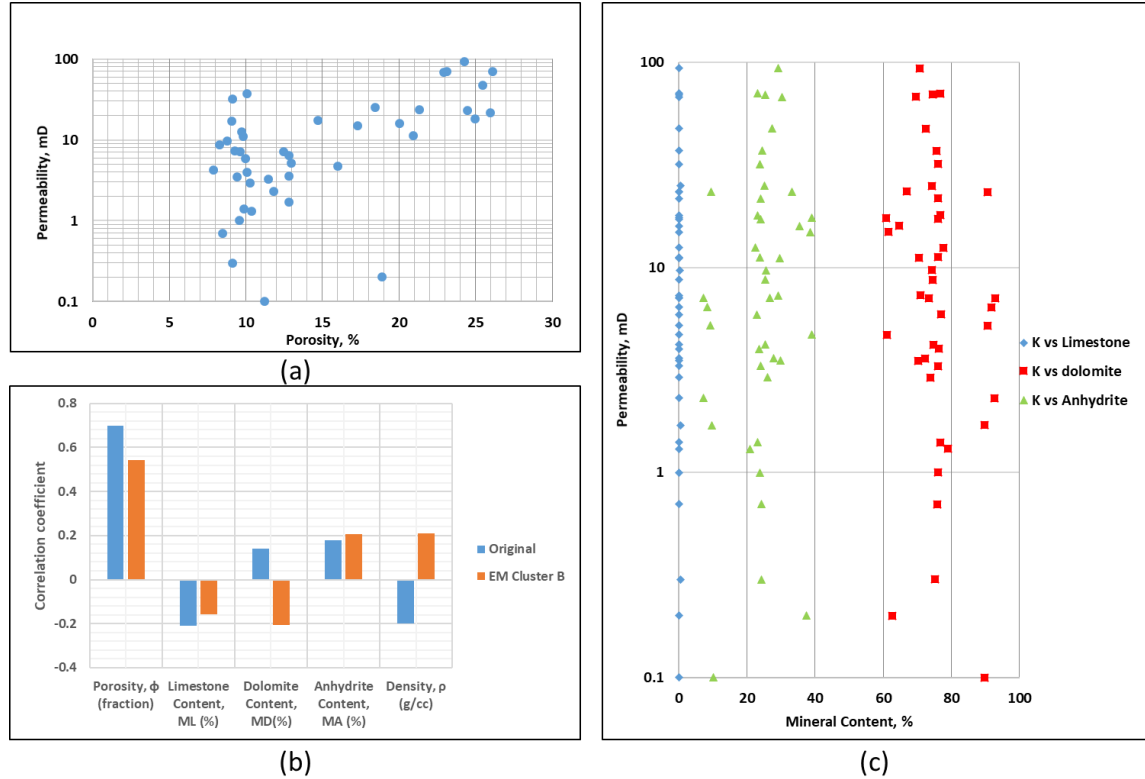 100
10
1
0.1
Permeability, mD
0 5 10 15 20 25 30
Porosity, %
(a)
0.8
0.6
0.4
0.2
0
-0.2
-0.4
Correlation coefficient
Porosity, ϕ
(fraction)
Limestone
Content,
ML (%)
Dolomite
Content,
MD(%)
Anhydrite
Content,
MA (%)
Density, ρ
(g/cc)
Original
EM Cluster B
(b)
100
10
1
0.1
Permeability, mD
0 20 40 60 80 100
Mineral Content, %
K vs Limestone
K vs dolomite
K vs Anhydrite
(c)